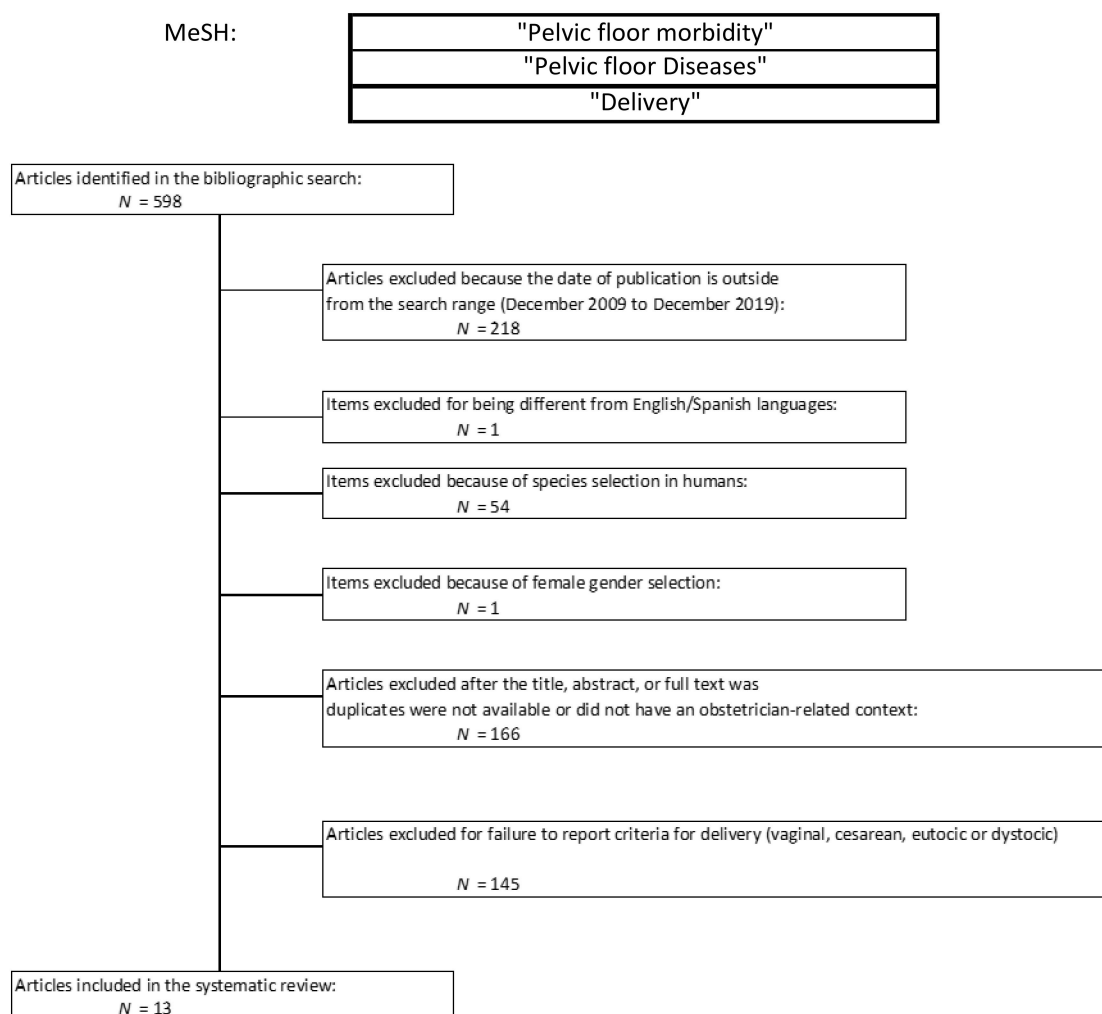 MeSH:
"Pelvic floor morbidity"
"Pelvic floor Diseases"
"Delivery"
Articles identified in the bibliographic search:
N = 598
Articles excluded because the date of publication is outside
from the search range (December 2009 to December 2019):
N = 218
Items excluded for being different from English/Spanish languages:
N = 1
Items excluded because of species selection in humans:
N = 54
Items excluded because of female gender selection:
N = 1
Articles excluded after the title, abstract, or full text was
duplicates were not available or did not have an obstetrician-related context:
N = 166
Articles excluded for failure to report criteria for delivery (vaginal, cesarean, eutocic or dystocic)
N = 145
Articles included in the systematic review:
N = 13